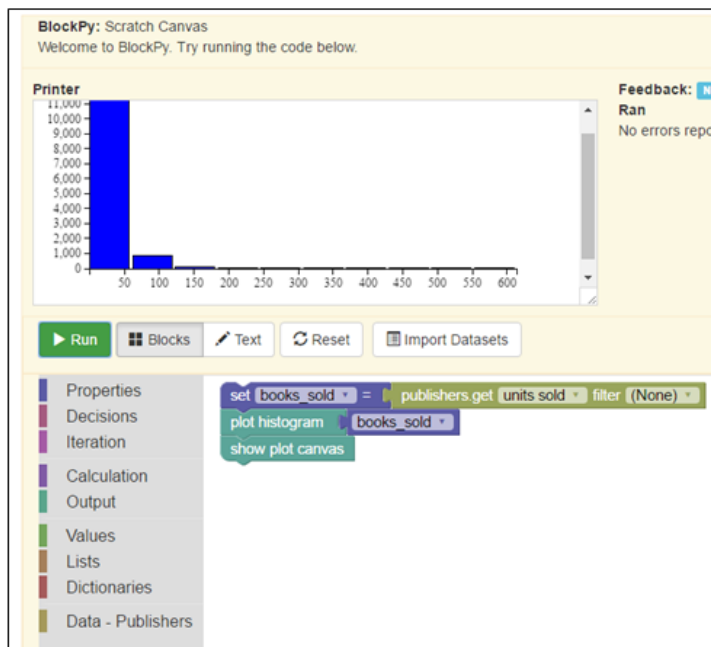 BlockPy: Scratch Canvas
Welcome to BlockPy. Try running the code below.
Printer
Feedback: N
Ran
No errors repo
11,000
10,000
9,000
8,000
7,000
6,000
5,000
4,000
3,000
2,000
1,000
0
50 100 150 200 250 300 350 400 450 500 550 600
Run Blocks Text Reset Import Datasets
Properties
Decisions
Iteration
Calculation
Output
Values
Lists
Dictionaries
Data - Publishers
set books_sold = publishers.get units sold filter (None)
plot histogram books_sold
show plot canvas